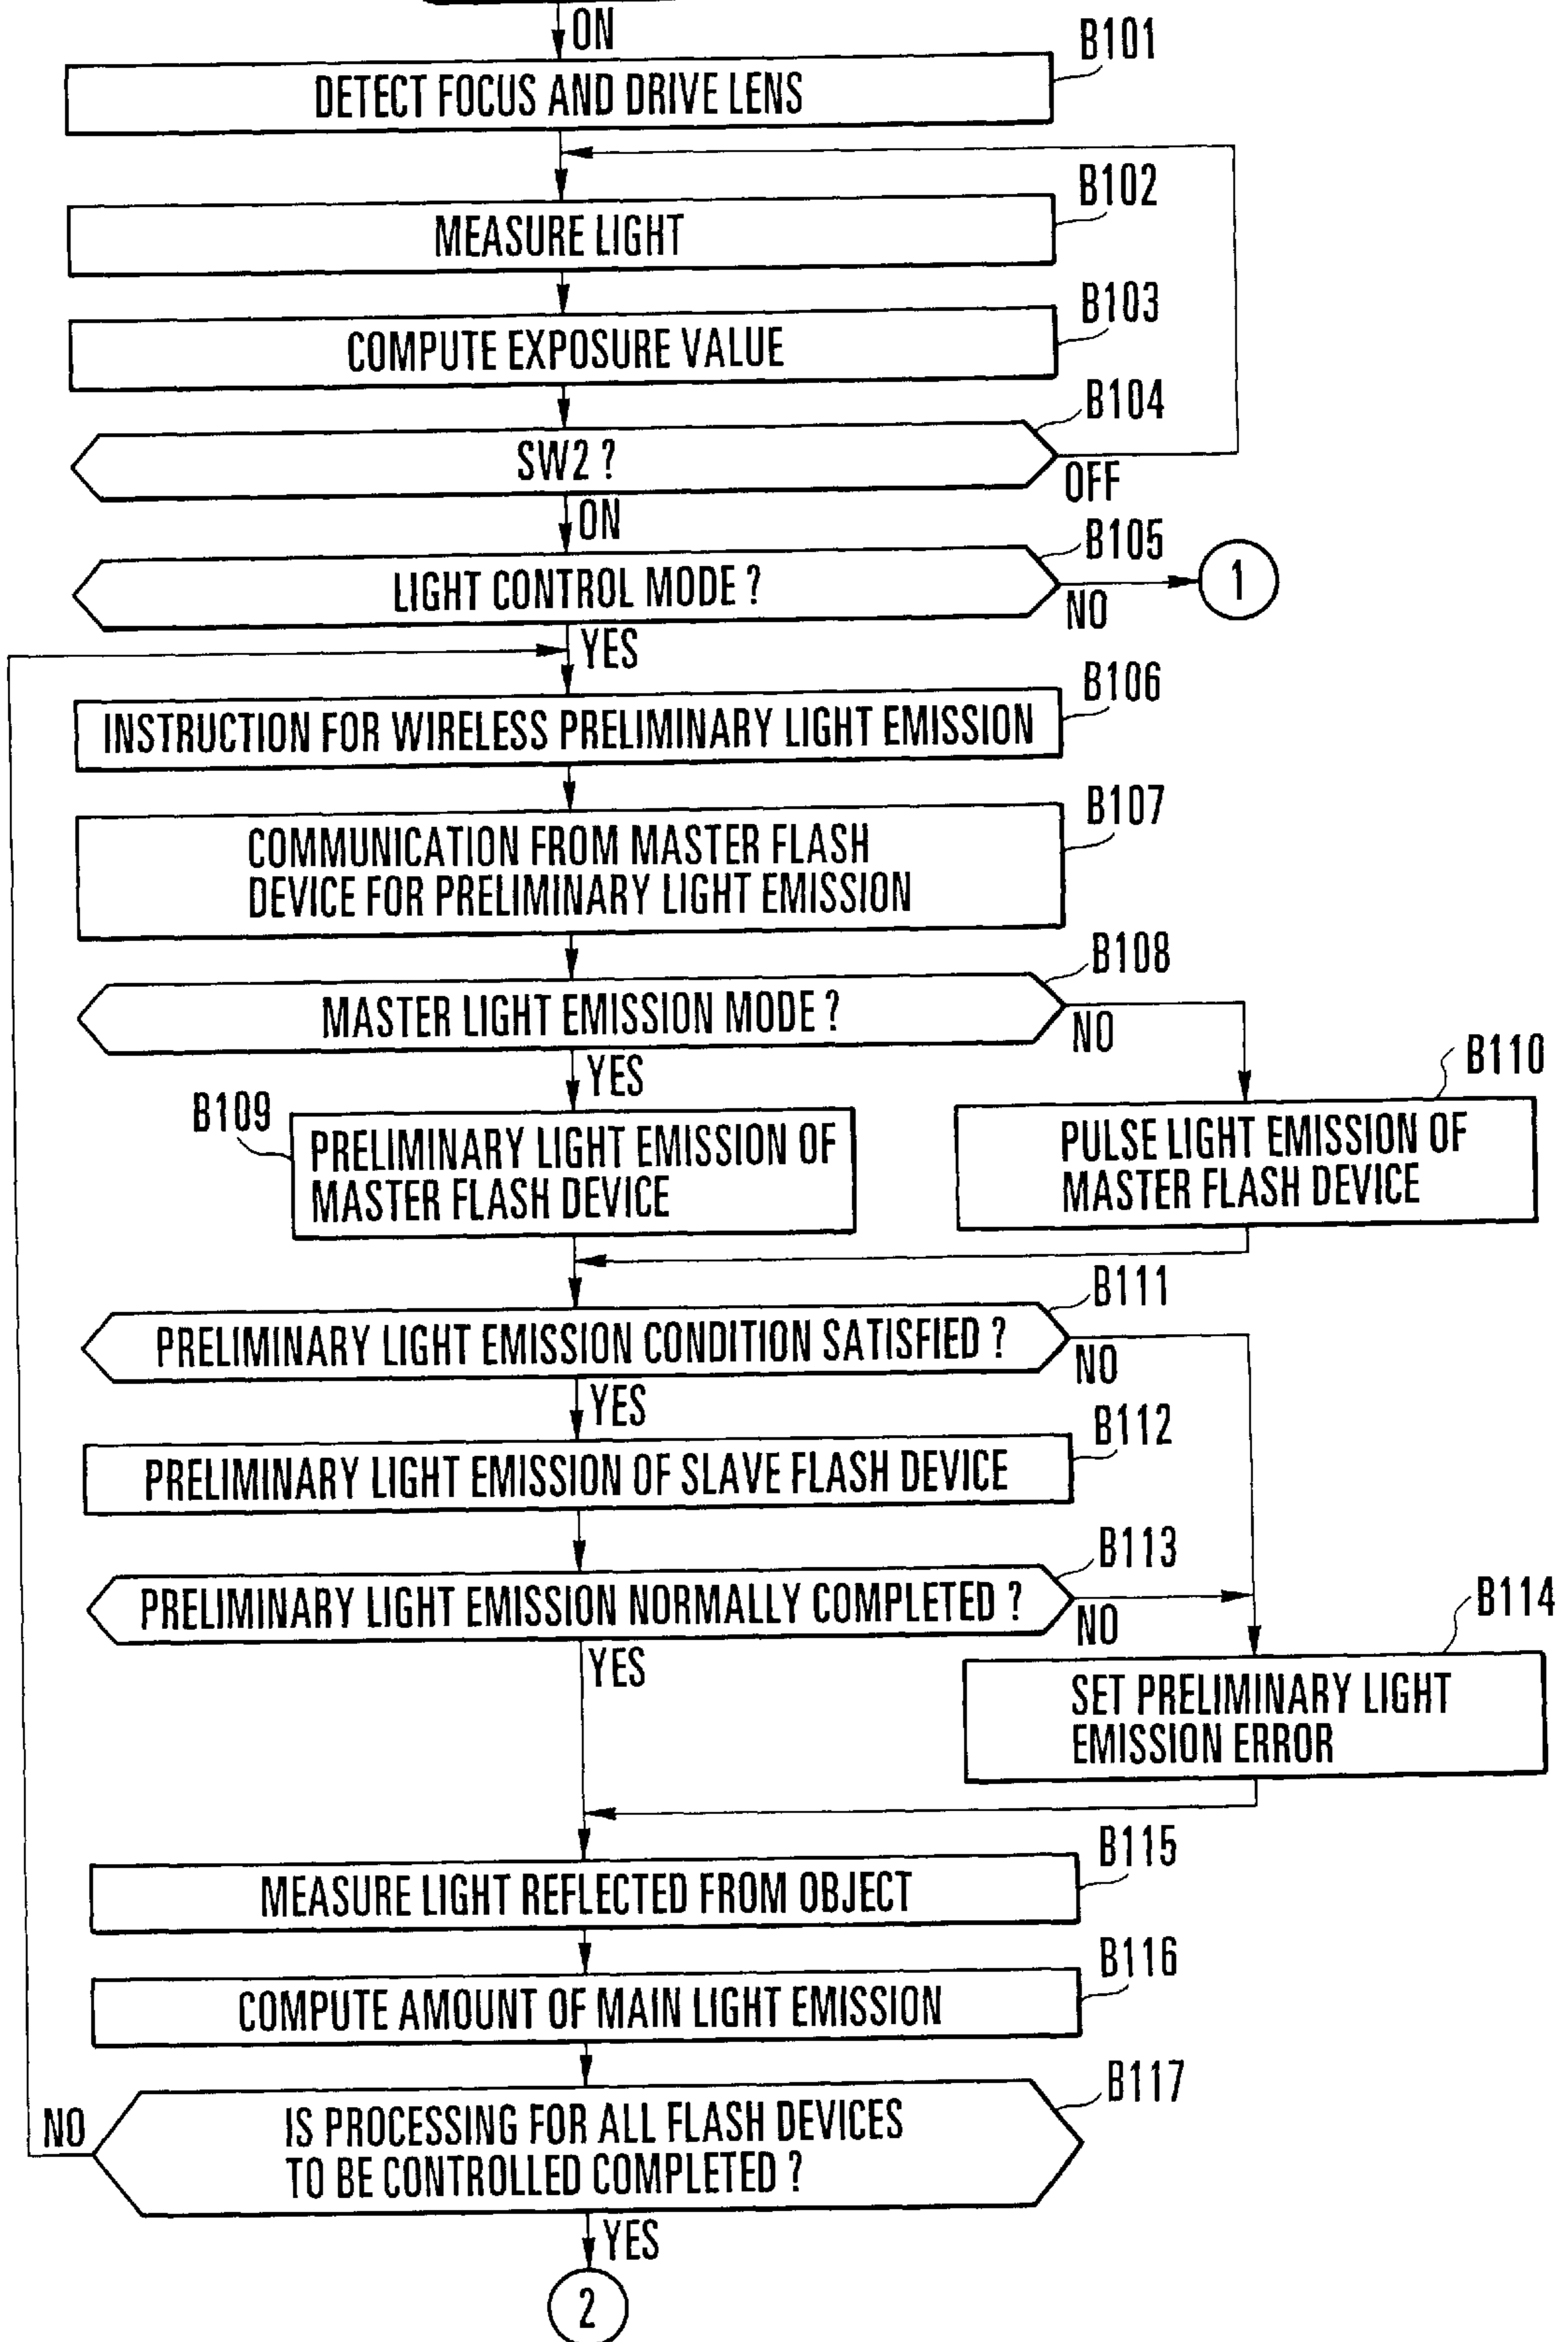 ON
B101
DETECT FOCUS AND DRIVE LENS
B102
MEASURE LIGHT
B103
COMPUTE EXPOSURE VALUE
B104
SW2 ?
OFF
ON
B105
LIGHT CONTROL MODE ?
NO
1
YES
B106
INSTRUCTION FOR WIRELESS PRELIMINARY LIGHT EMISSION
B107
COMMUNICATION FROM MASTER FLASH
DEVICE FOR PRELIMINARY LIGHT EMISSION
B108
MASTER LIGHT EMISSION MODE ?
NO
YES
B109
PRELIMINARY LIGHT EMISSION OF
MASTER FLASH DEVICE
B110
PULSE LIGHT EMISSION OF
MASTER FLASH DEVICE
B111
PRELIMINARY LIGHT EMISSION CONDITION SATISFIED ?
NO
YES
B112
PRELIMINARY LIGHT EMISSION OF SLAVE FLASH DEVICE
B113
PRELIMINARY LIGHT EMISSION NORMALLY COMPLETED ?
NO
YES
B114
SET PRELIMINARY LIGHT
EMISSION ERROR
B115
MEASURE LIGHT REFLECTED FROM OBJECT
B116
COMPUTE AMOUNT OF MAIN LIGHT EMISSION
B117
NO
IS PROCESSING FOR ALL FLASH DEVICES
TO BE CONTROLLED COMPLETED ?
YES
2